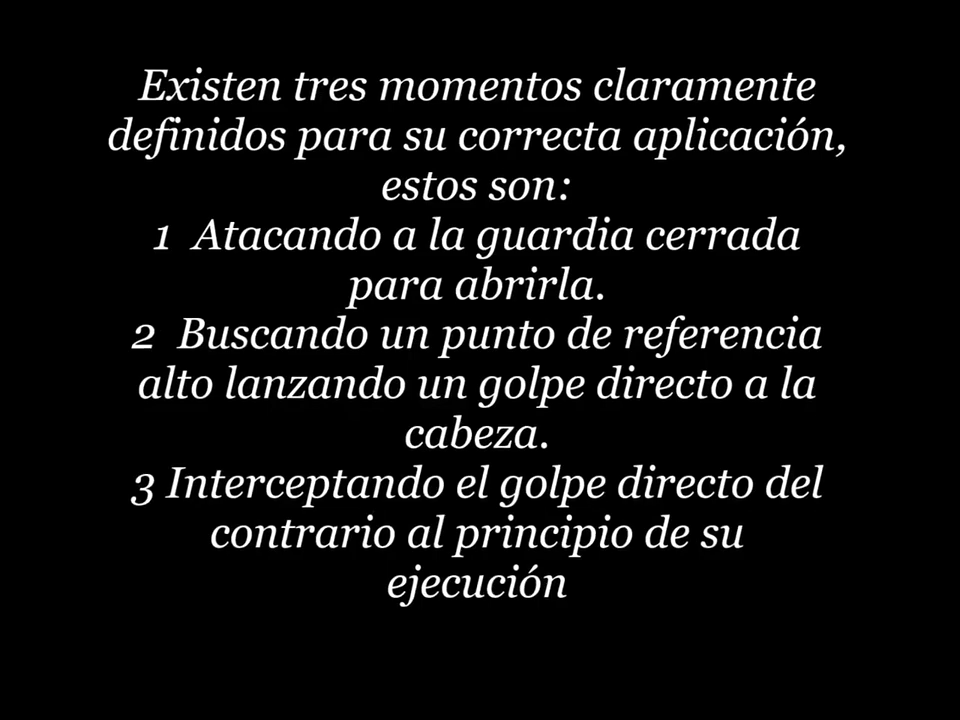 Existen tres momentos claramente
definidos para su correcta aplicación,
estos son:
1  Atacando a la guardia cerrada
para abrirla.
2  Buscando un punto de referencia
alto lanzando un golpe directo a la
cabeza.
3 Interceptando el golpe directo del
contrario al principio de su
ejecución